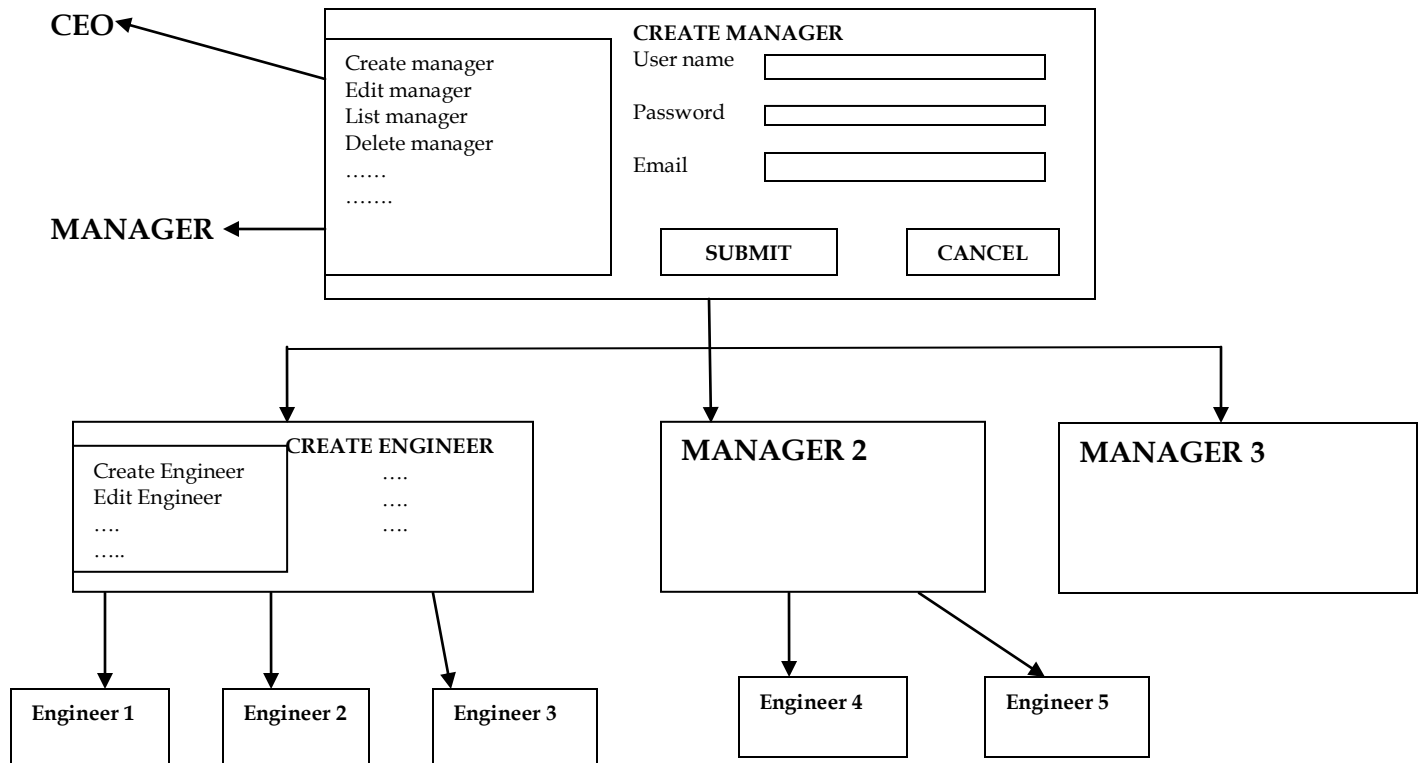 CEO
CREATE MANAGER
Create manager
Edit manager
List manager
Delete manager
……
…….
User name
Password
Email
MANAGER
SUBMIT
CANCEL
CREATE ENGINEER
Create Engineer
Edit Engineer
….
…..
….
….
….
MANAGER 2
MANAGER 3
Engineer 1
Engineer 2
Engineer 3
Engineer 4
Engineer 5